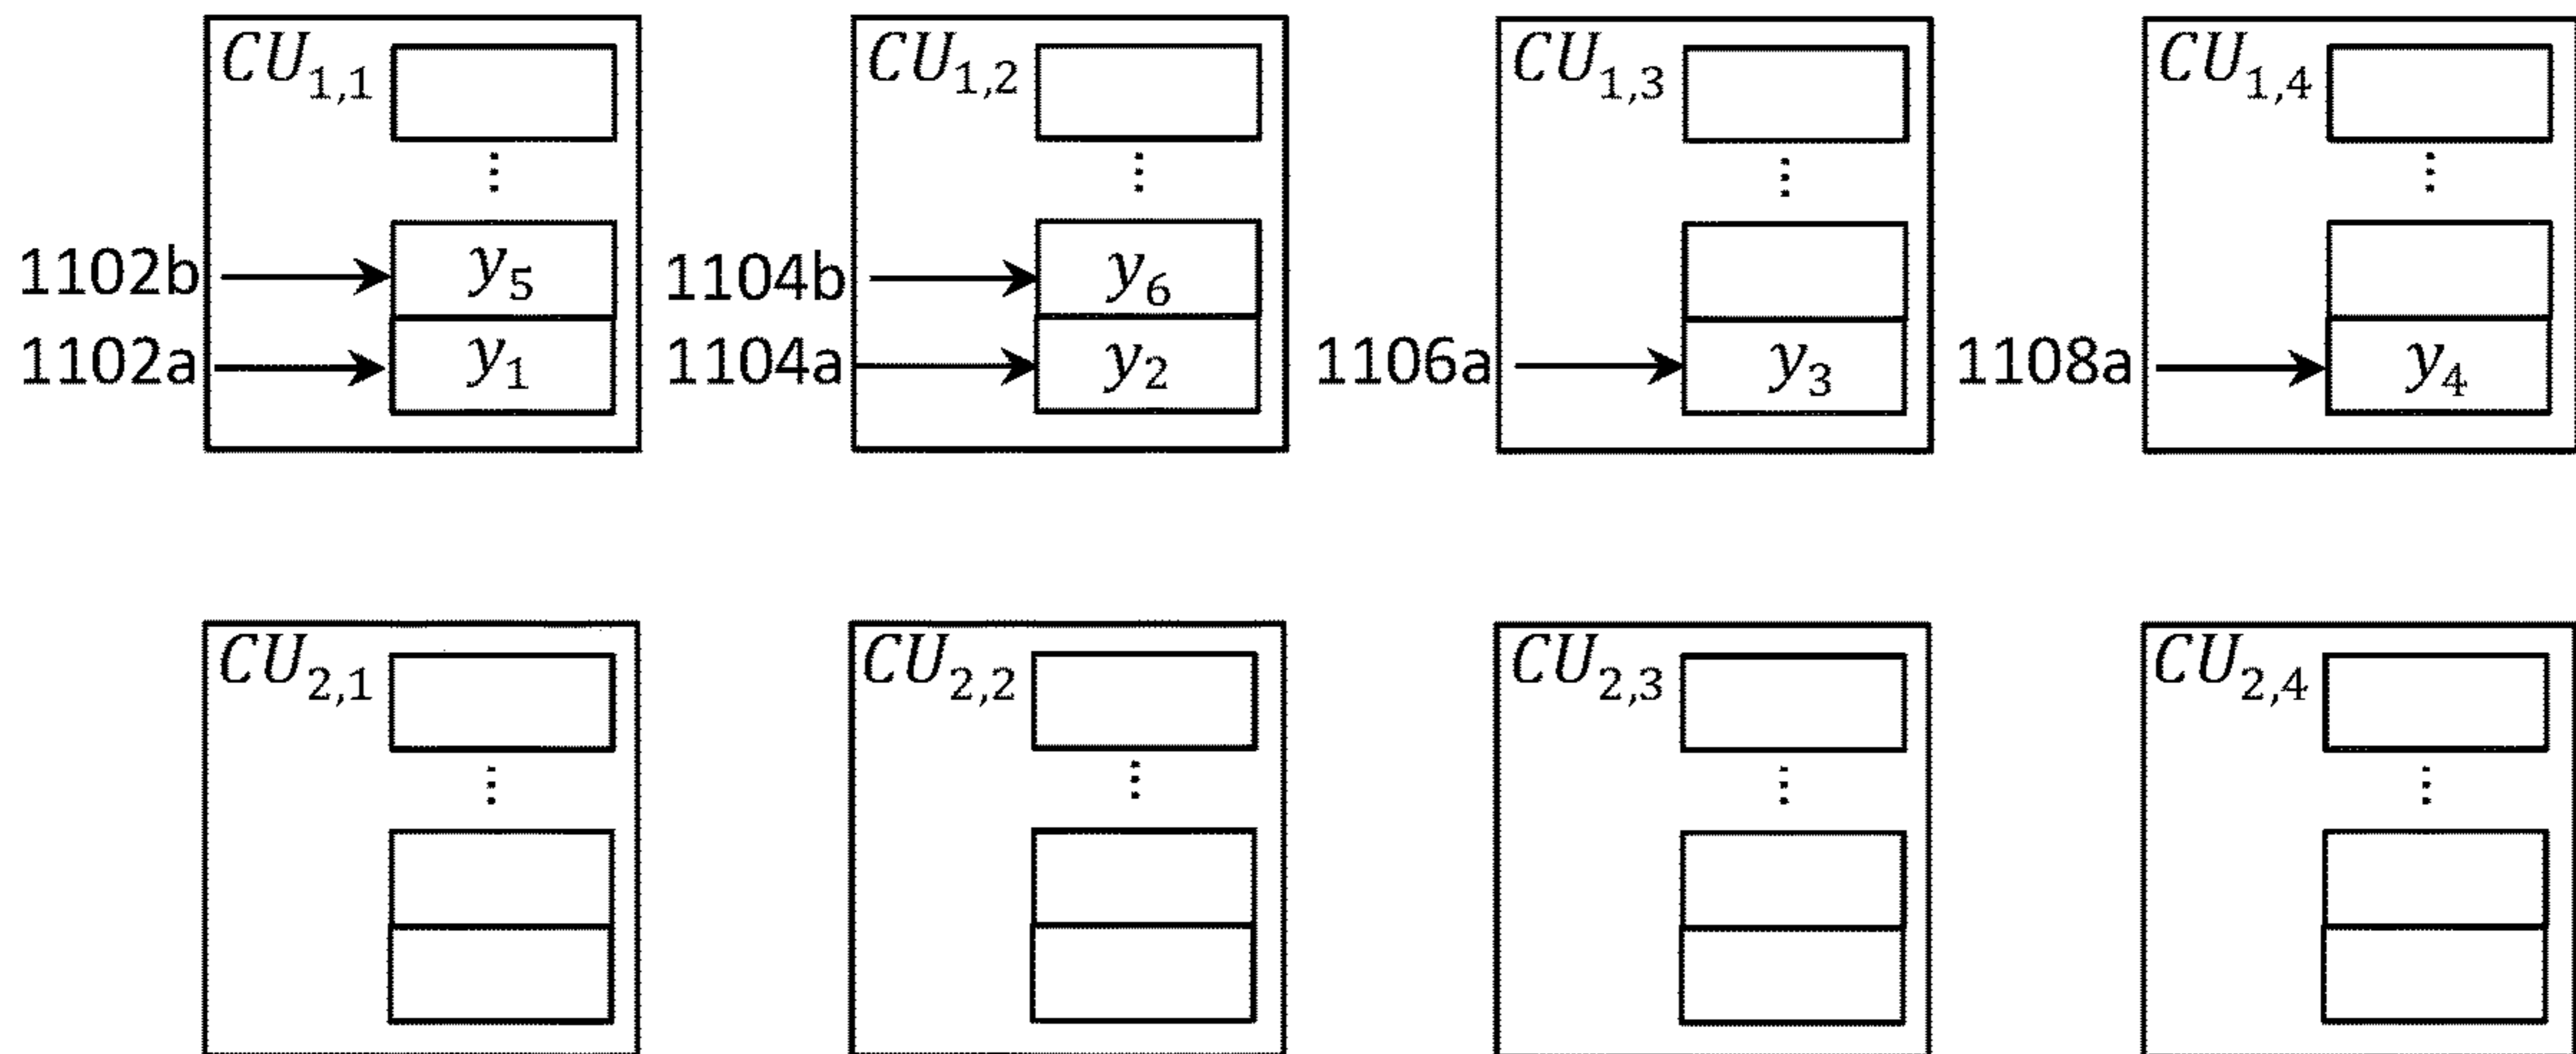 CU1,1 CU1,2 CU1,3 CU1,4
⋮ ⋮ ⋮ ⋮
1102b y5 1104b y6
1102a y1 1104a y2 1106a y3 1108a y4
CU2,1 CU2,2 CU2,3 CU2,4
⋮ ⋮ ⋮ ⋮